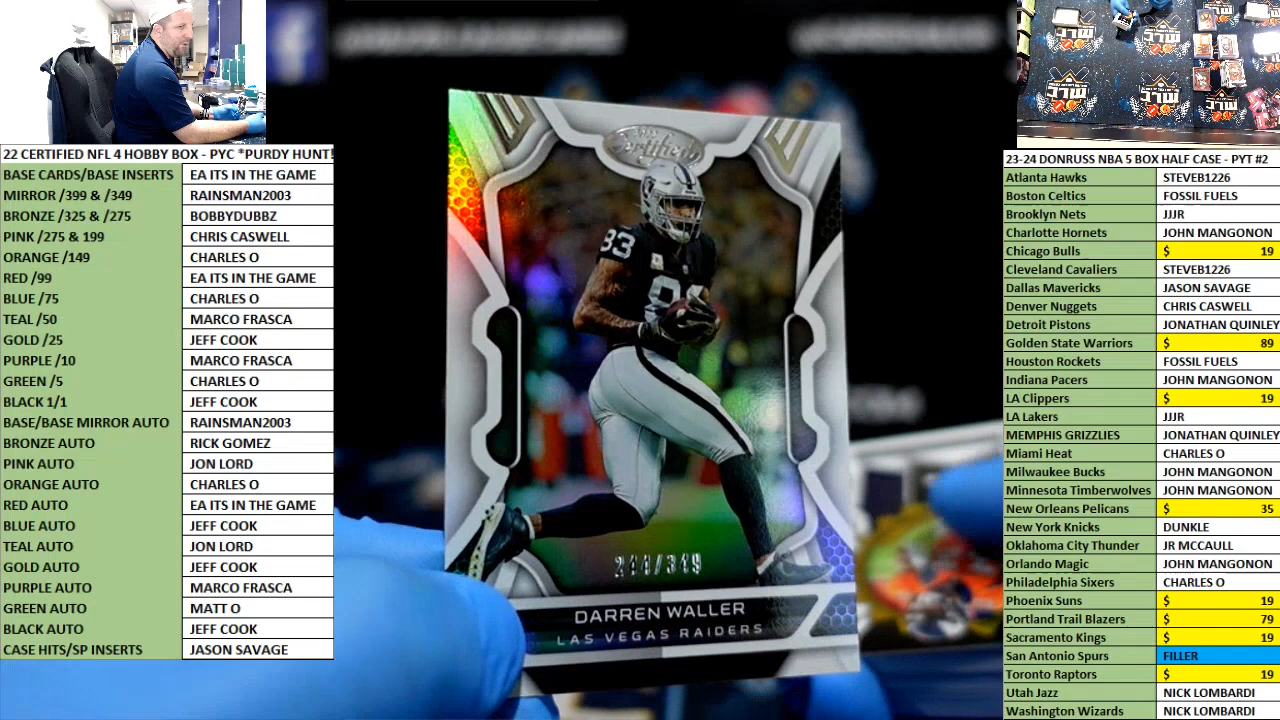 22 CERTIFIED NFL 4 HOBBY BOX - PYC *PURDY HUNT!
BASE CARDS/BASE INSERTS EA ITS IN THE GAME
MIRROR /399 & /349 RAINSMAN2003
BRONZE /325 & /275 BOBBYDUBBZ
PINK /275 & 199 CHRIS CASWELL
ORANGE /149 CHARLES O
RED /99 EA ITS IN THE GAME
BLUE /75 CHARLES O
TEAL /50 MARCO FRASCA
GOLD /25 JEFF COOK
PURPLE /10 MARCO FRASCA
GREEN /5 CHARLES O
BLACK 1/1 JEFF COOK
BASE/BASE MIRROR AUTO RAINSMAN2003
BRONZE AUTO RICK GOMEZ
PINK AUTO JON LORD
ORANGE AUTO CHARLES O
RED AUTO EA ITS IN THE GAME
BLUE AUTO JEFF COOK
TEAL AUTO JON LORD
GOLD AUTO JEFF COOK
PURPLE AUTO MARCO FRASCA
GREEN AUTO MATT O
BLACK AUTO JEFF COOK
CASE HITS/SP INSERTS JASON SAVAGE
Certified
83
244/349
DARREN WALLER
LAS VEGAS RAIDERS
23-24 DONRUSS NBA 5 BOX HALF CASE - PYT #2
Atlanta Hawks STEVEB1226
Boston Celtics FOSSIL FUELS
Brooklyn Nets JJJR
Charlotte Hornets JOHN MANGONON
Chicago Bulls $ 19
Cleveland Cavaliers STEVEB1226
Dallas Mavericks JASON SAVAGE
Denver Nuggets CHRIS CASWELL
Detroit Pistons JONATHAN QUINLEY
Golden State Warriors $ 89
Houston Rockets FOSSIL FUELS
Indiana Pacers JOHN MANGONON
LA Clippers $ 19
LA Lakers JJJR
MEMPHIS GRIZZLIES JONATHAN QUINLEY
Miami Heat CHARLES O
Milwaukee Bucks JOHN MANGONON
Minnesota Timberwolves JOHN MANGONON
New Orleans Pelicans $ 35
New York Knicks DUNKLE
Oklahoma City Thunder JR MCCAULL
Orlando Magic JOHN MANGONON
Philadelphia Sixers CHARLES O
Phoenix Suns $ 19
Portland Trail Blazers $ 79
Sacramento Kings $ 19
San Antonio Spurs FILLER
Toronto Raptors $ 19
Utah Jazz NICK LOMBARDI
Washington Wizards NICK LOMBARDI